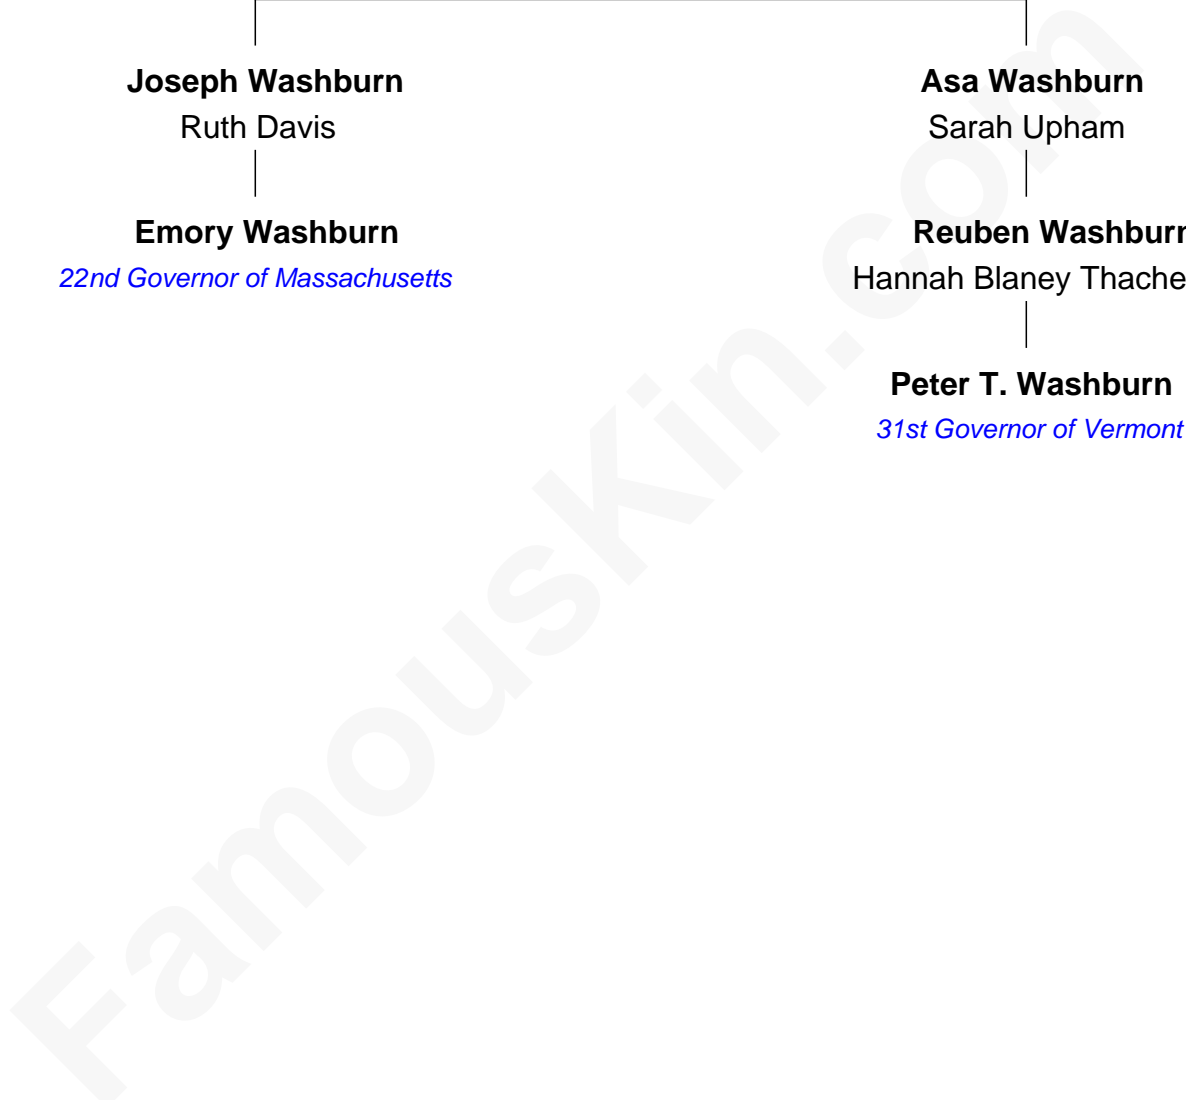 Joseph Washburn
Ruth Davis
Asa Washburn
Sarah Upham
Emory Washburn
22nd Governor of Massachusetts
Reuben Washburn
Hannah Blaney Thache
Peter T. Washburn
31st Governor of Vermont
FamousKin.com